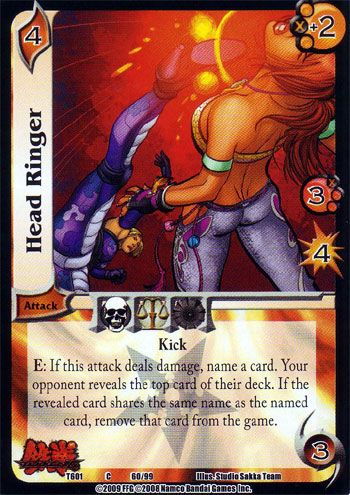 4
+2
Head Ringer
3
4
Attack
Kick
E: If this attack deals damage, name a card. Your
opponent reveals the top card of their deck. If the
revealed card shares the same name as the named
card, remove that card from the game.
3
T601 C 60/99 Illus. Studio Sakka Team
©2009 FFG ©2008 Namco Bandai Games Inc.